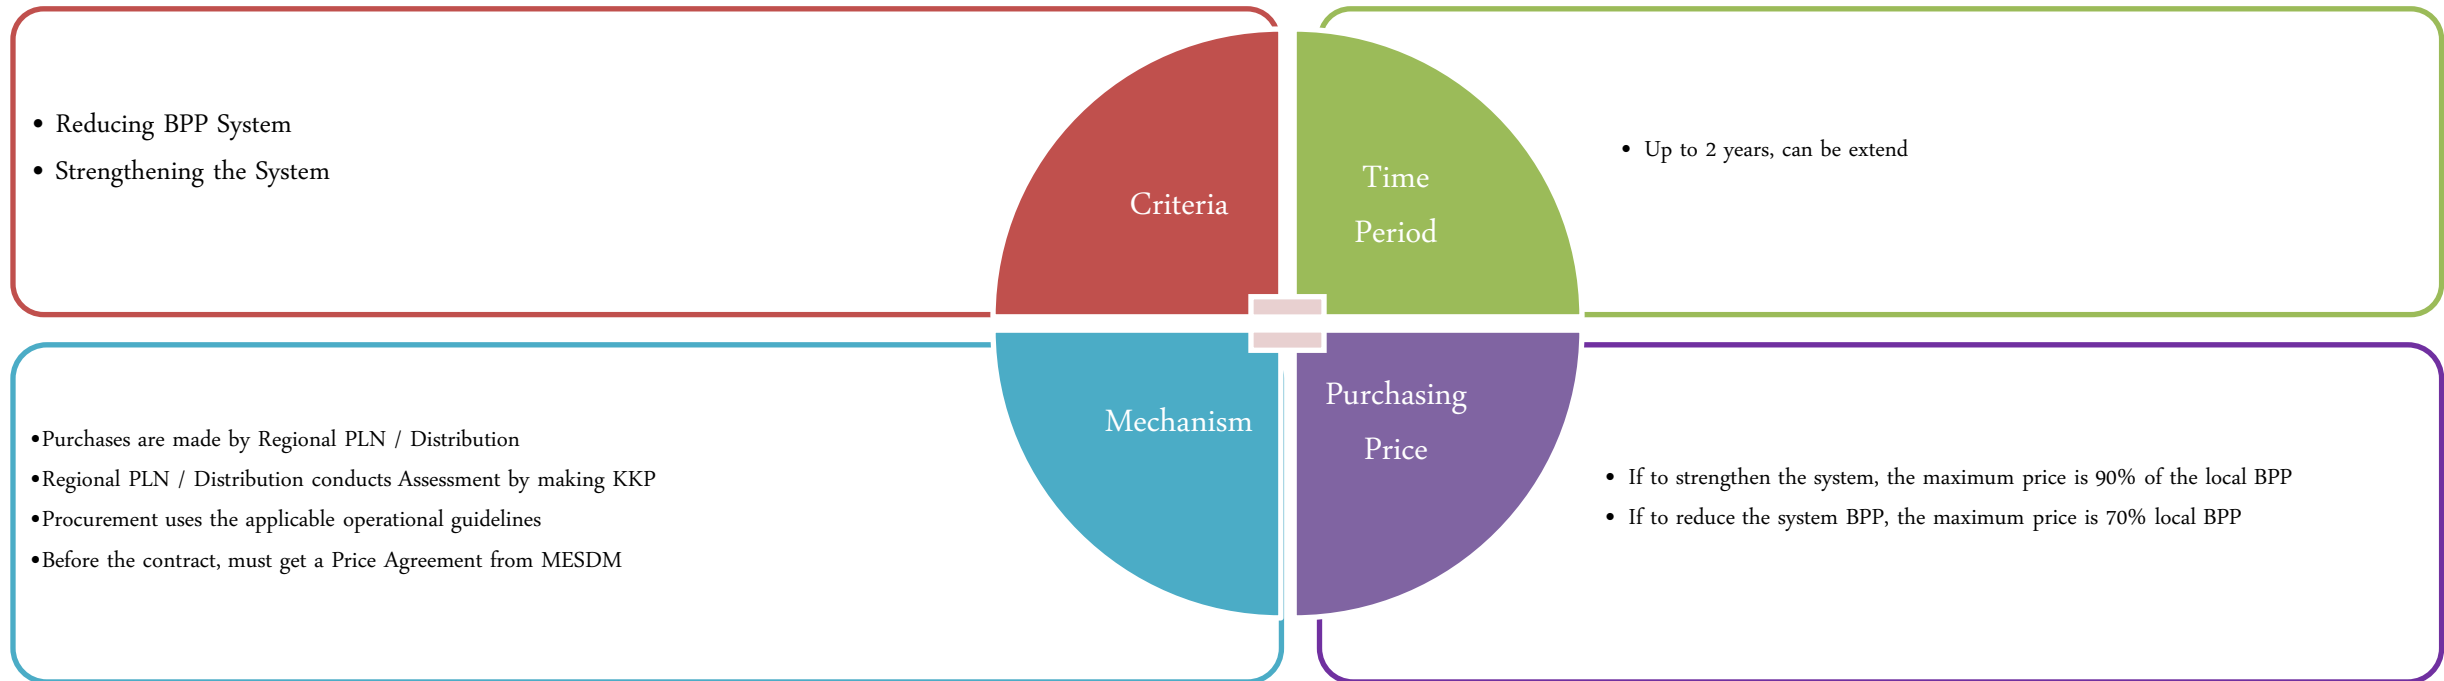 • Reducing BPP System
• Strengthening the System
Criteria
Time
Period
• Up to 2 years, can be extend
Mechanism
•Purchases are made by Regional PLN / Distribution
•Regional PLN / Distribution conducts Assessment by making KKP
•Procurement uses the applicable operational guidelines
•Before the contract, must get a Price Agreement from MESDM
Purchasing
Price
• If to strengthen the system, the maximum price is 90% of the local BPP
• If to reduce the system BPP, the maximum price is 70% local BPP